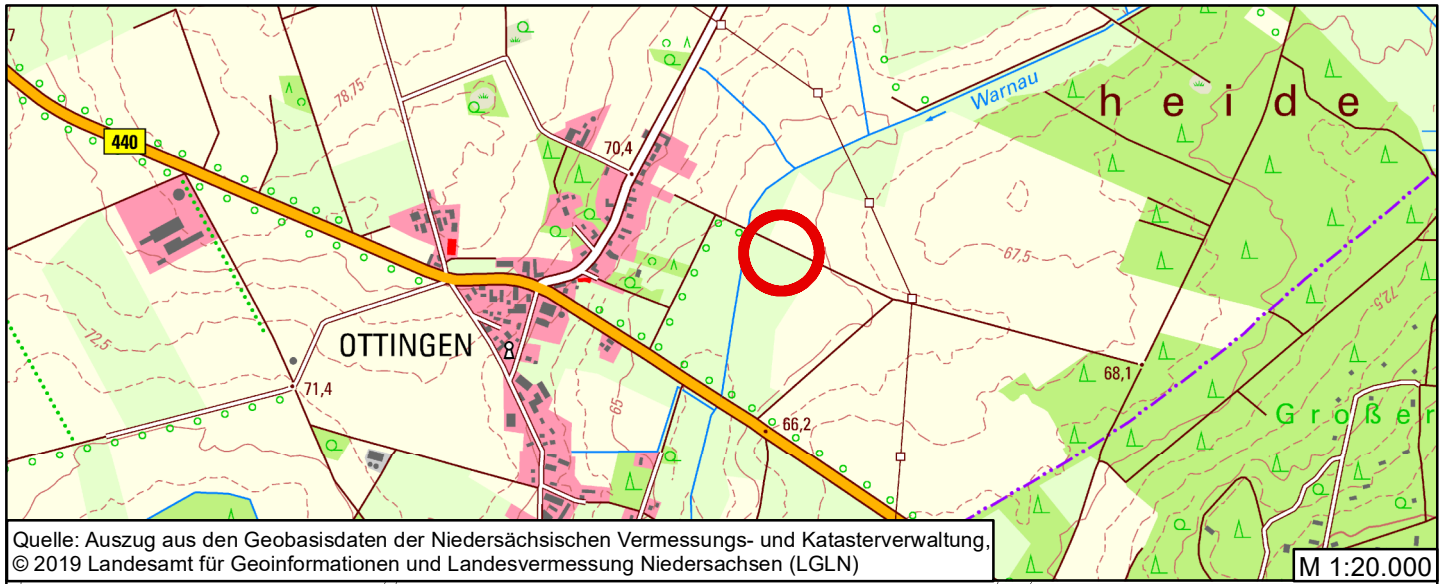 7
78,75
Warnau
heide
440
70,4
67,5
72,5
OTTINGEN
72,5
71,4
65
68,1
Großer
66,2
Quelle: Auszug aus den Geobasisdaten der Niedersächsischen Vermessungs- und Katasterverwaltung,
© 2019 Landesamt für Geoinformationen und Landesvermessung Niedersachsen (LGLN)
M 1:20.000